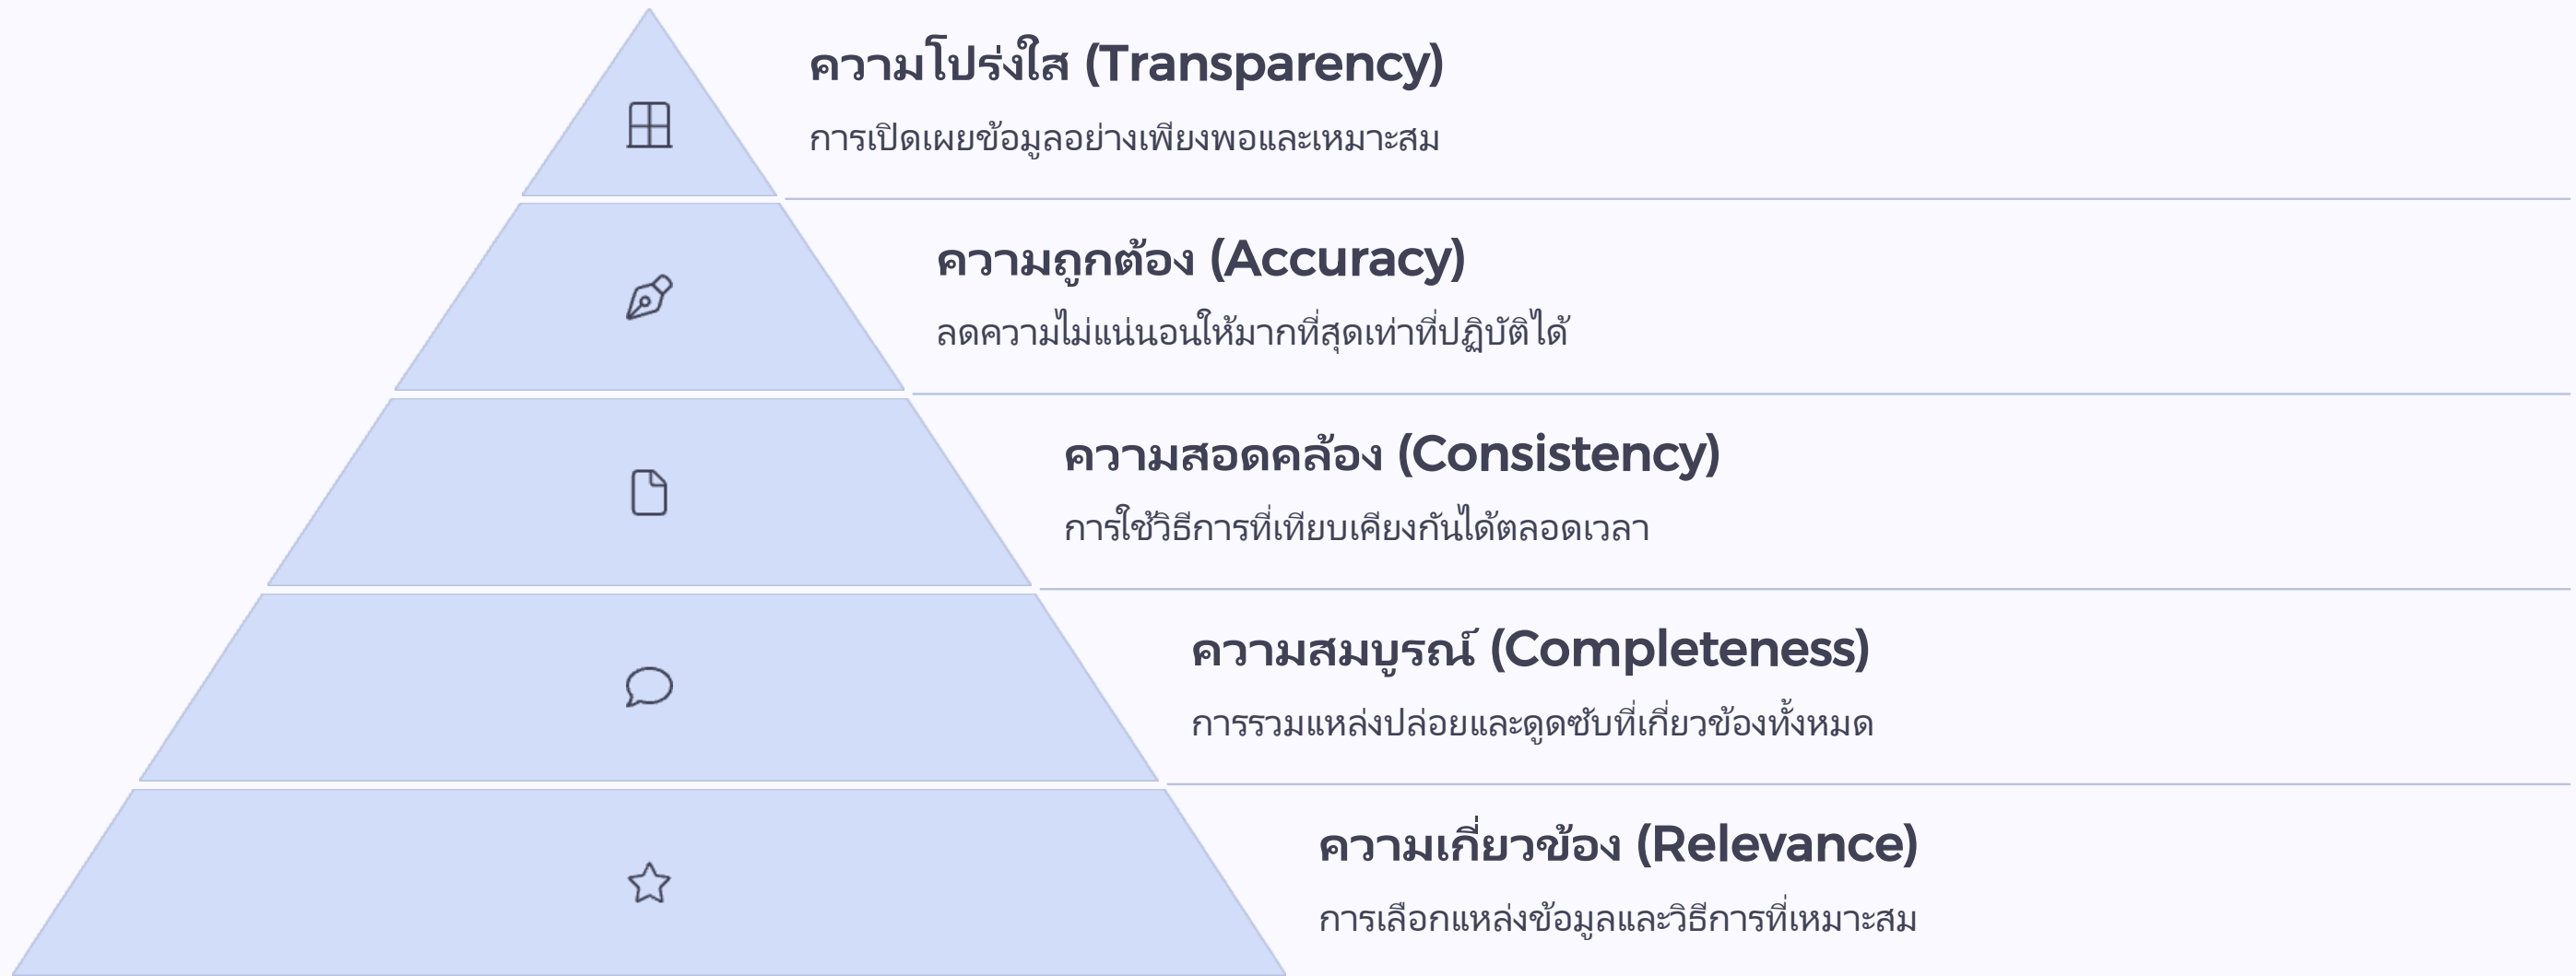 ความโปร่งใส (Transparency)
การเปิดเผยข้อมูลอย่างเพียงพอและเหมาะสม
ความถูกต้อง (Accuracy)
ลดความไม่แน่นอนให้มากที่สุดเท่าที่ปฏิบัติได้
ความสอดคล้อง (Consistency)
การใช้วิธีการที่เทียบเคียงกันได้ตลอดเวลา
ความสมบูรณ์ (Completeness)
การรวมแหล่งปล่อยและดูดซับที่เกี่ยวข้องทั้งหมด
ความเกี่ยวข้อง (Relevance)
การเลือกแหล่งข้อมูลและวิธีการที่เหมาะสม